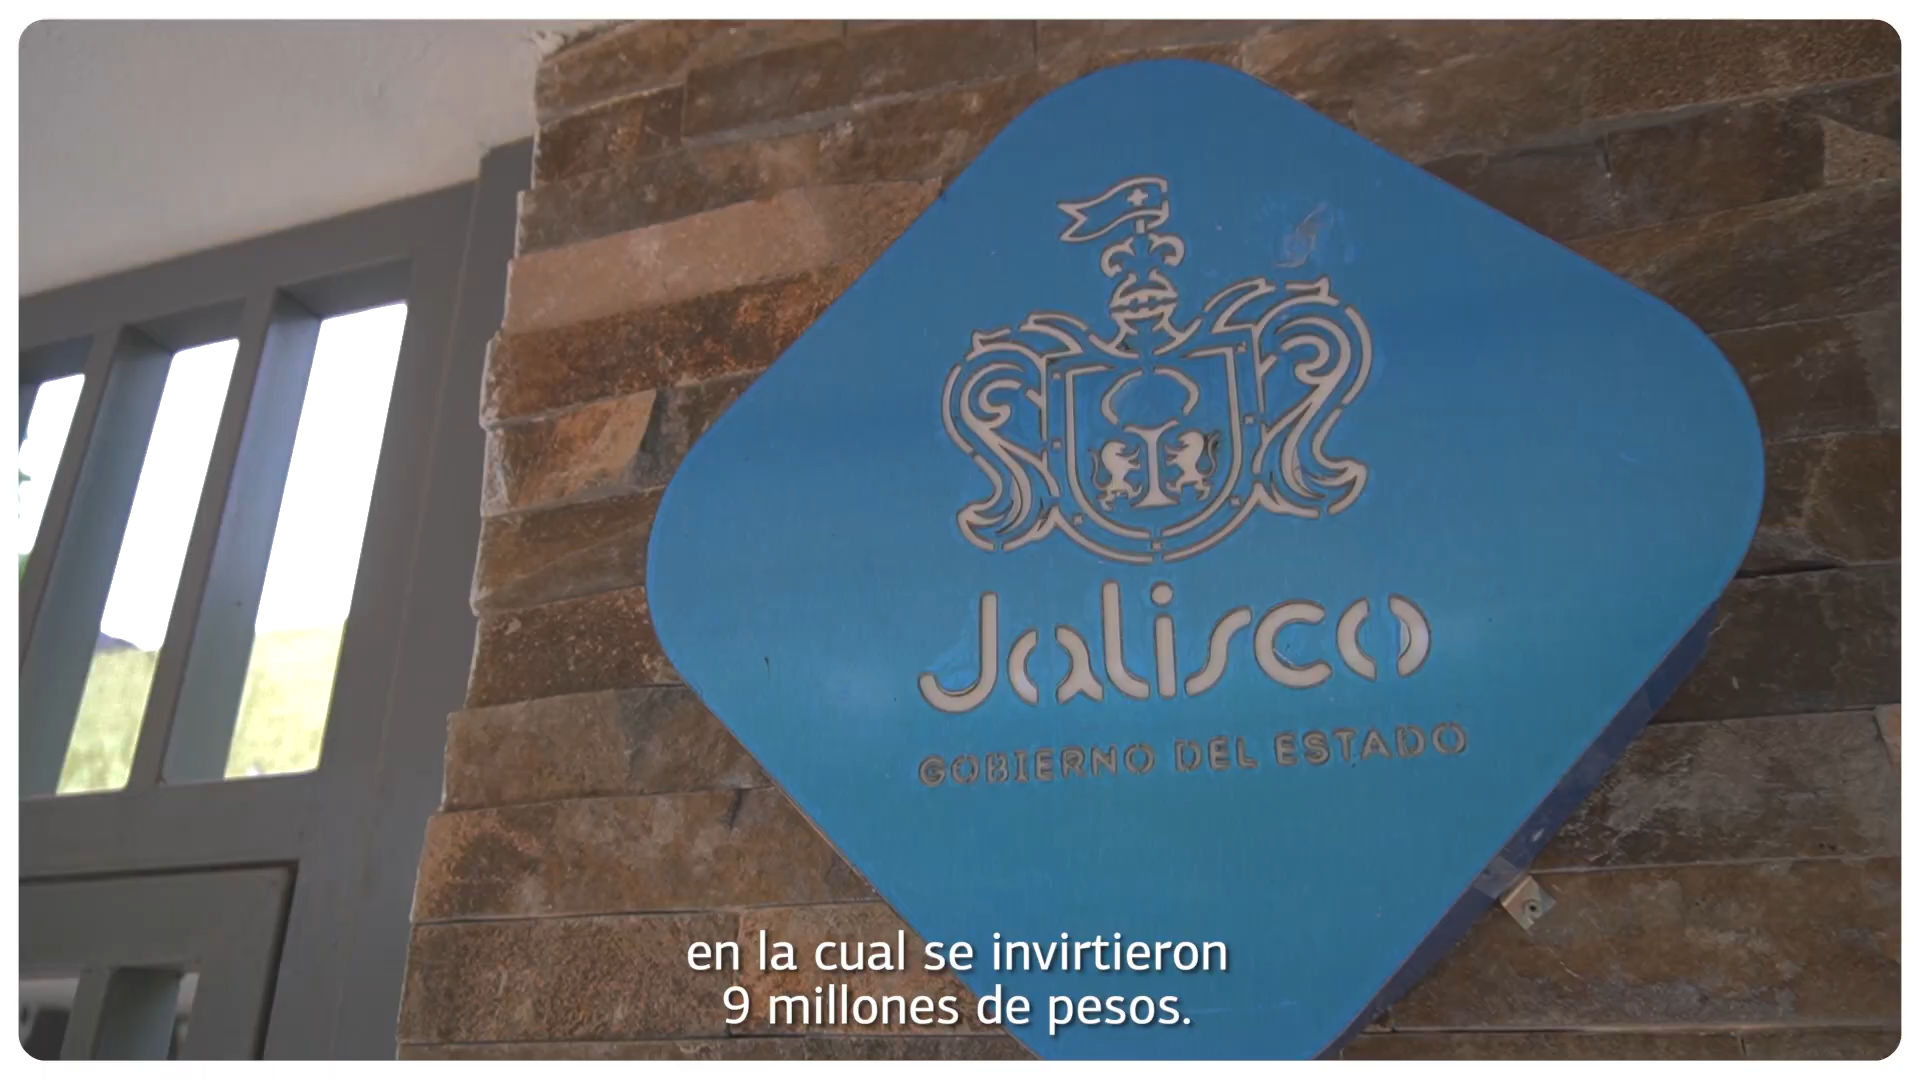 Jalisco
GOBIERNO DEL ESTADO
en la cual se invirtieron
9 millones de pesos.